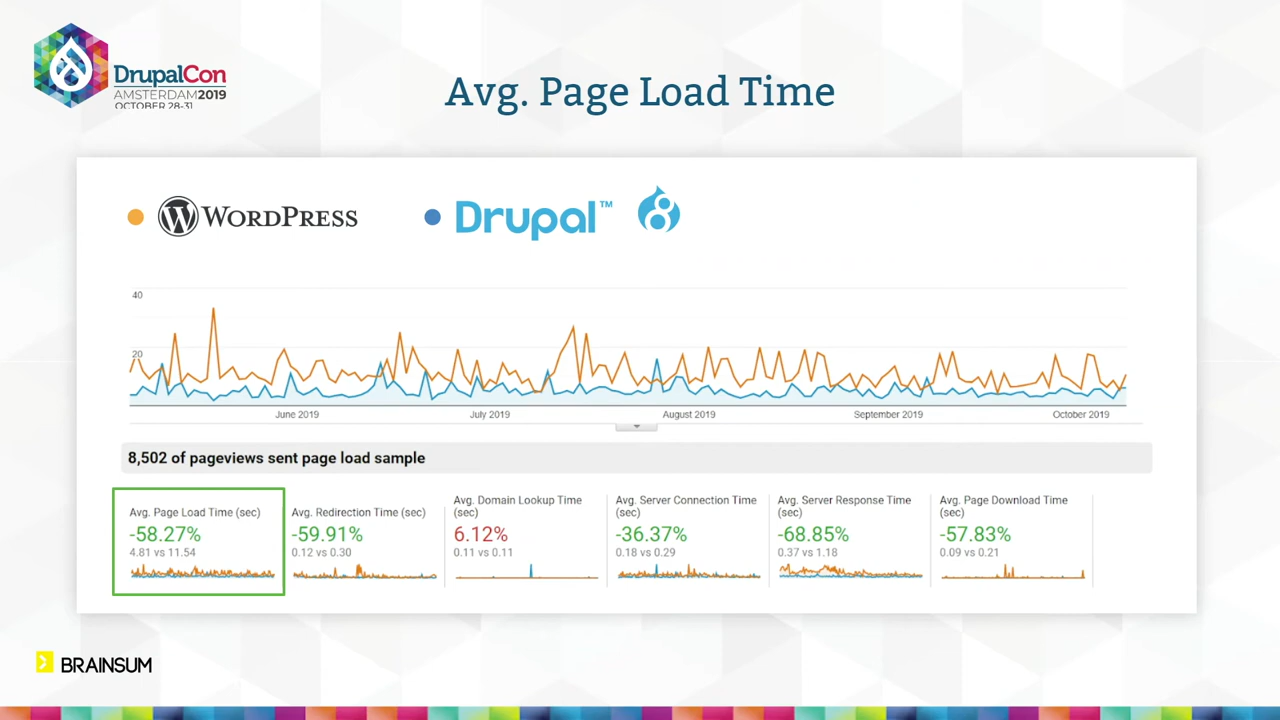 DrupalCon
AMSTERDAM2019
OCTOBER 28-31
Avg. Page Load Time
WORDPRESS
Drupal™ 8
40
20
June 2019 July 2019 August 2019 September 2019 October 2019
8,502 of pageviews sent page load sample
Avg. Page Load Time (sec)
-58.27%
4.81 vs 11.54
Avg. Redirection Time (sec)
-59.91%
0.12 vs 0.30
Avg. Domain Lookup Time
(sec)
6.12%
0.11 vs 0.11
Avg. Server Connection Time
(sec)
-36.37%
0.18 vs 0.29
Avg. Server Response Time
(sec)
-68.85%
0.37 vs 1.18
Avg. Page Download Time
(sec)
-57.83%
0.09 vs 0.21
BRAINSUM